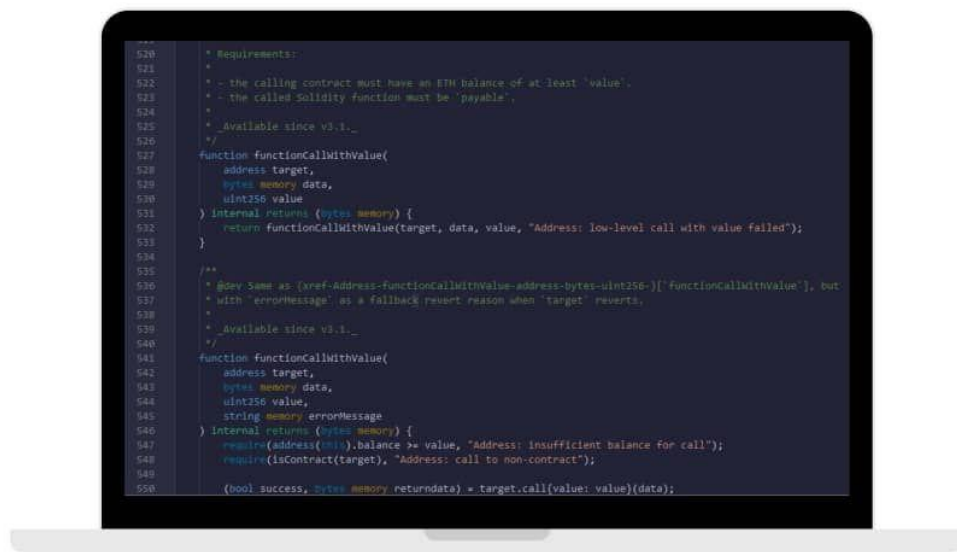 520 * Requirements:
521 *
522 * - the calling contract must have an ETH balance of at least `value`.
523 * - the called Solidity function must be `payable`.
524 *
525 * _Available since v3.1._
526 */
527 function functionCallWithValue(
528 address target,
529 bytes memory data,
530 uint256 value
531 ) internal returns (bytes memory) {
532 return functionCallWithValue(target, data, value, "Address: low-level call with value failed");
533 }
534
535 /**
536 * @dev Same as {xref-Address-functionCallWithValue-address-bytes-uint256-}[`functionCallWithValue`], but
537 * with `errorMessage` as a fallback revert reason when `target` reverts.
538 *
539 * _Available since v3.1._
540 */
541 function functionCallWithValue(
542 address target,
543 bytes memory data,
544 uint256 value,
545 string memory errorMessage
546 ) internal returns (bytes memory) {
547 require(address(this).balance >= value, "Address: insufficient balance for call");
548 require(isContract(target), "Address: call to non-contract");
549
550 (bool success, bytes memory returndata) = target.call{value: value}(data);